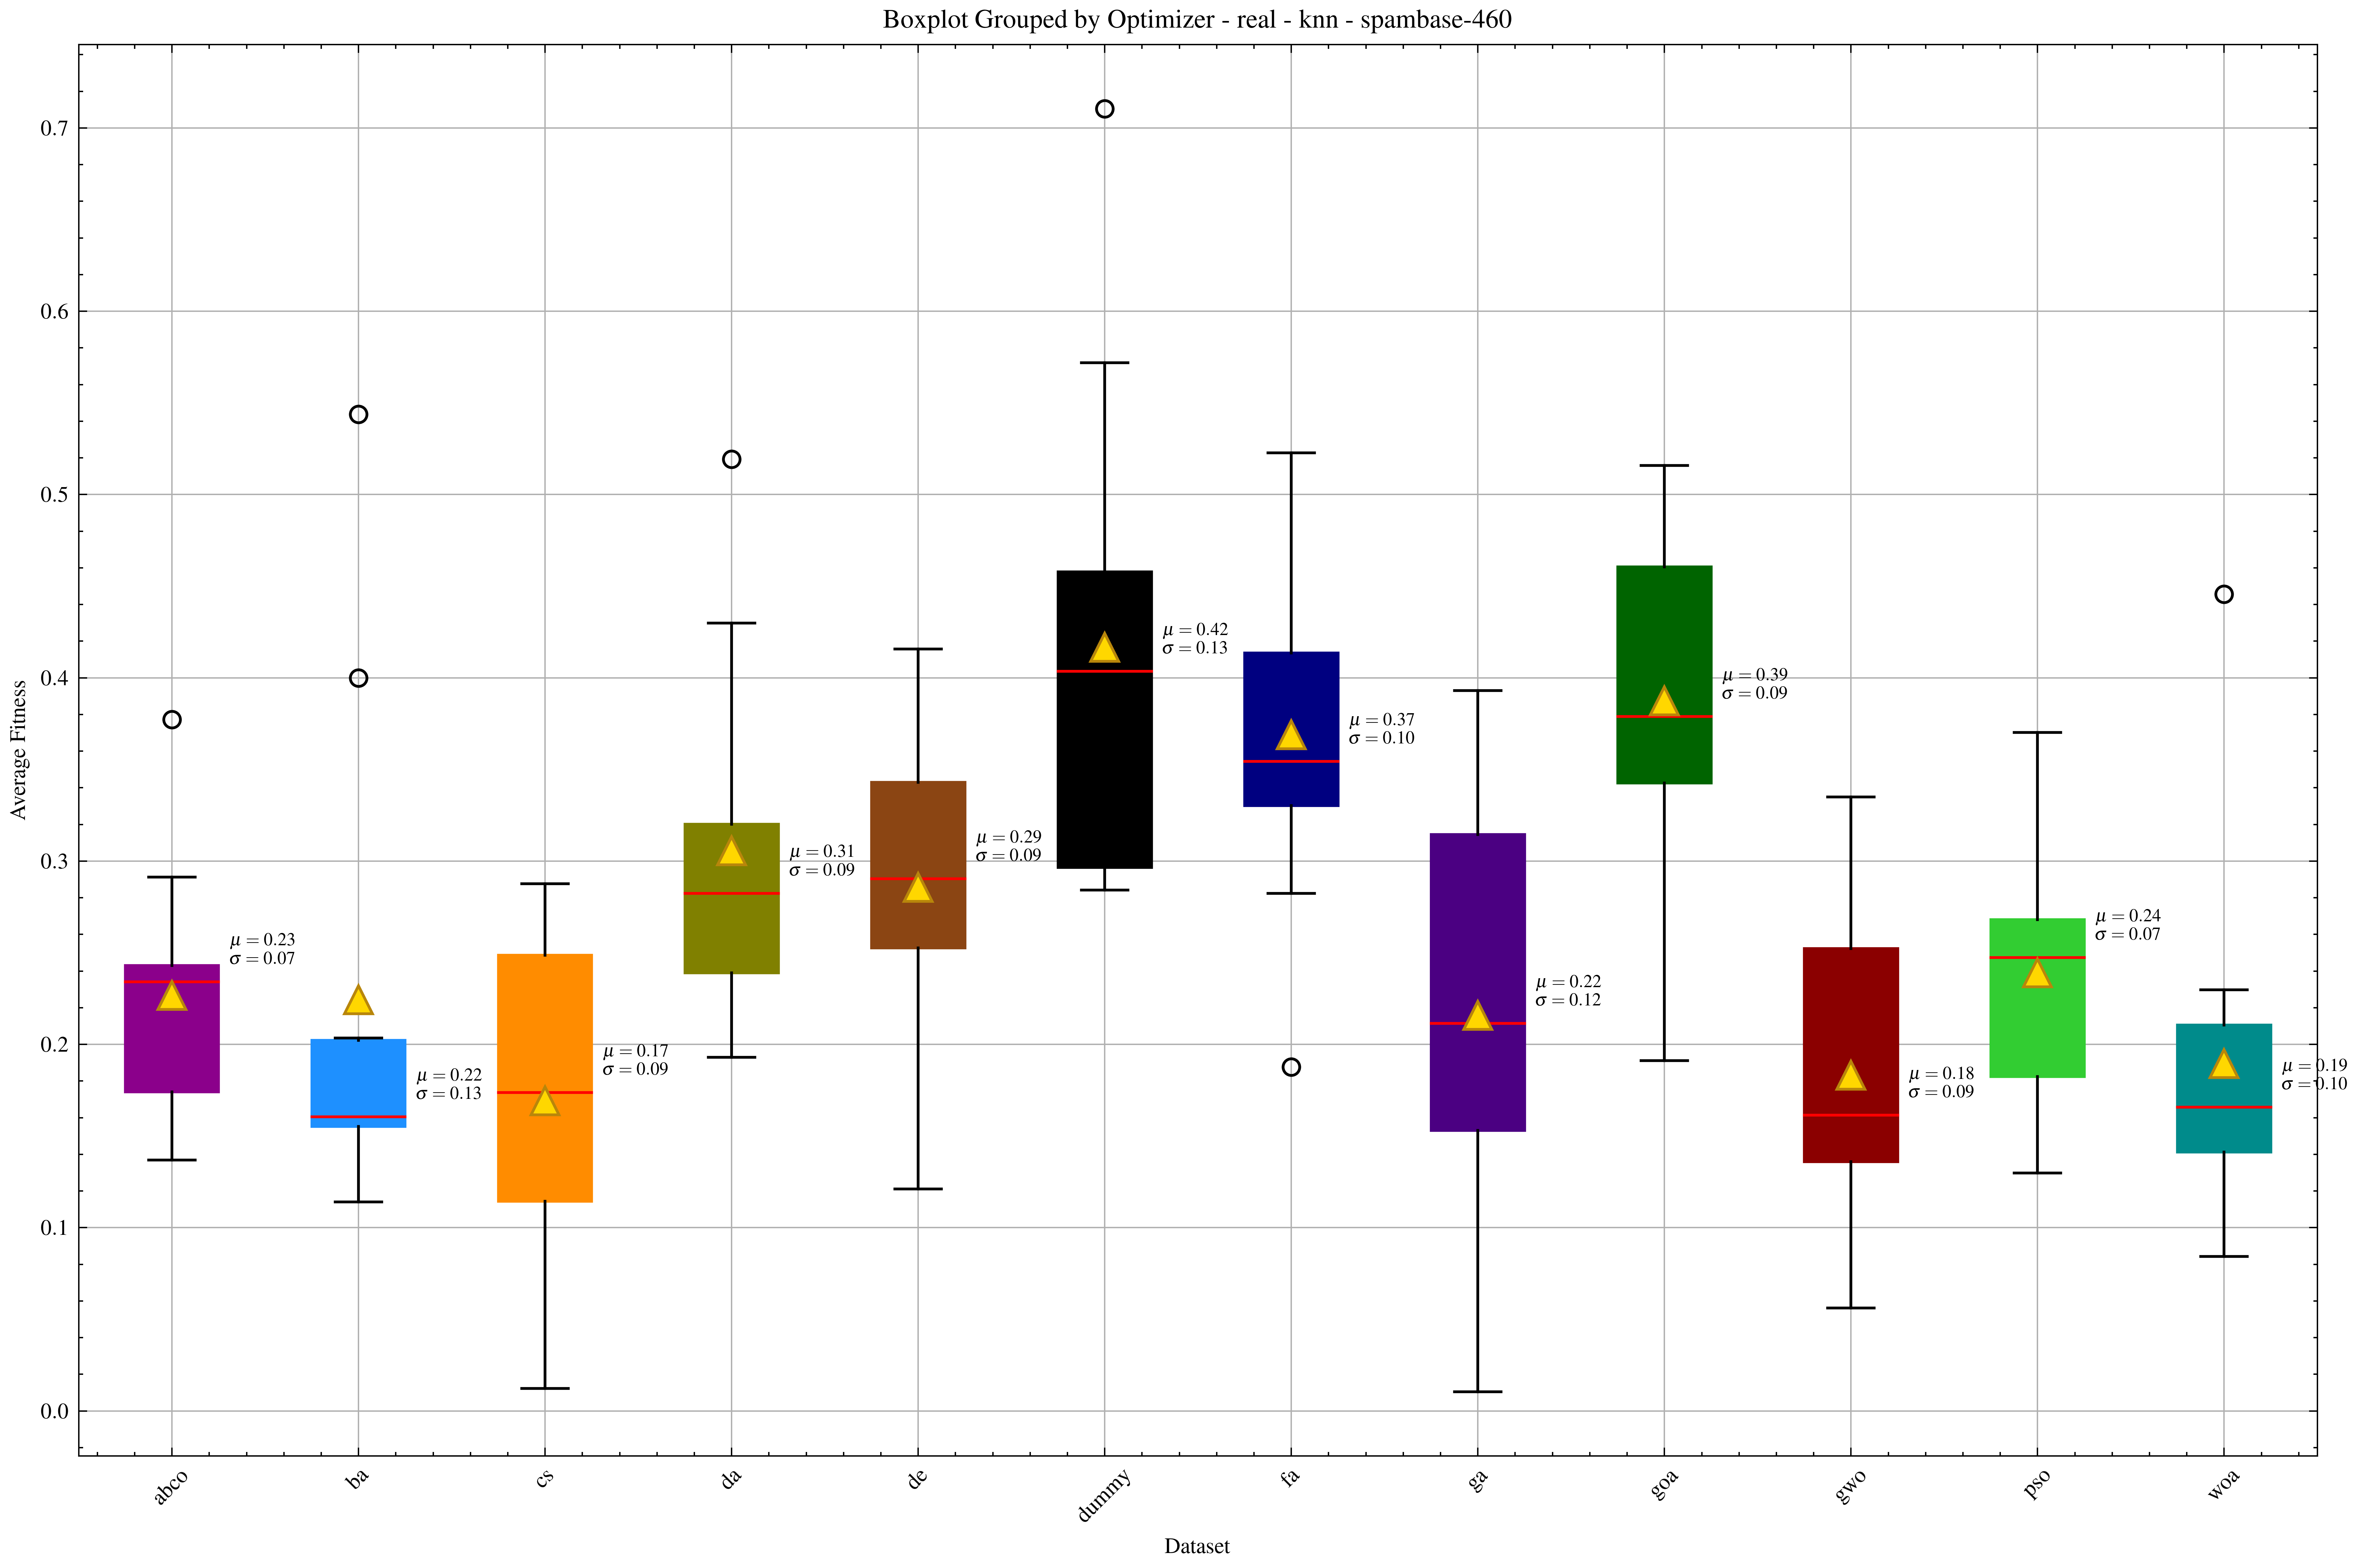 Boxplot Grouped by Optimizer - real - knn - spambase-460
Average Fitness
0.7
0.6
0.5
0.4
0.3
0.2
0.1
0.0
μ = 0.23
σ = 0.07
μ = 0.22
σ = 0.13
μ = 0.17
σ = 0.09
μ = 0.31
σ = 0.09
μ = 0.29
σ = 0.09
μ = 0.42
σ = 0.13
μ = 0.37
σ = 0.10
μ = 0.22
σ = 0.12
μ = 0.39
σ = 0.09
μ = 0.18
σ = 0.09
μ = 0.24
σ = 0.07
μ = 0.19
σ = 0.10
abco
ba
cs
da
de
dummy
fa
ga
goa
gwo
pso
woa
Dataset